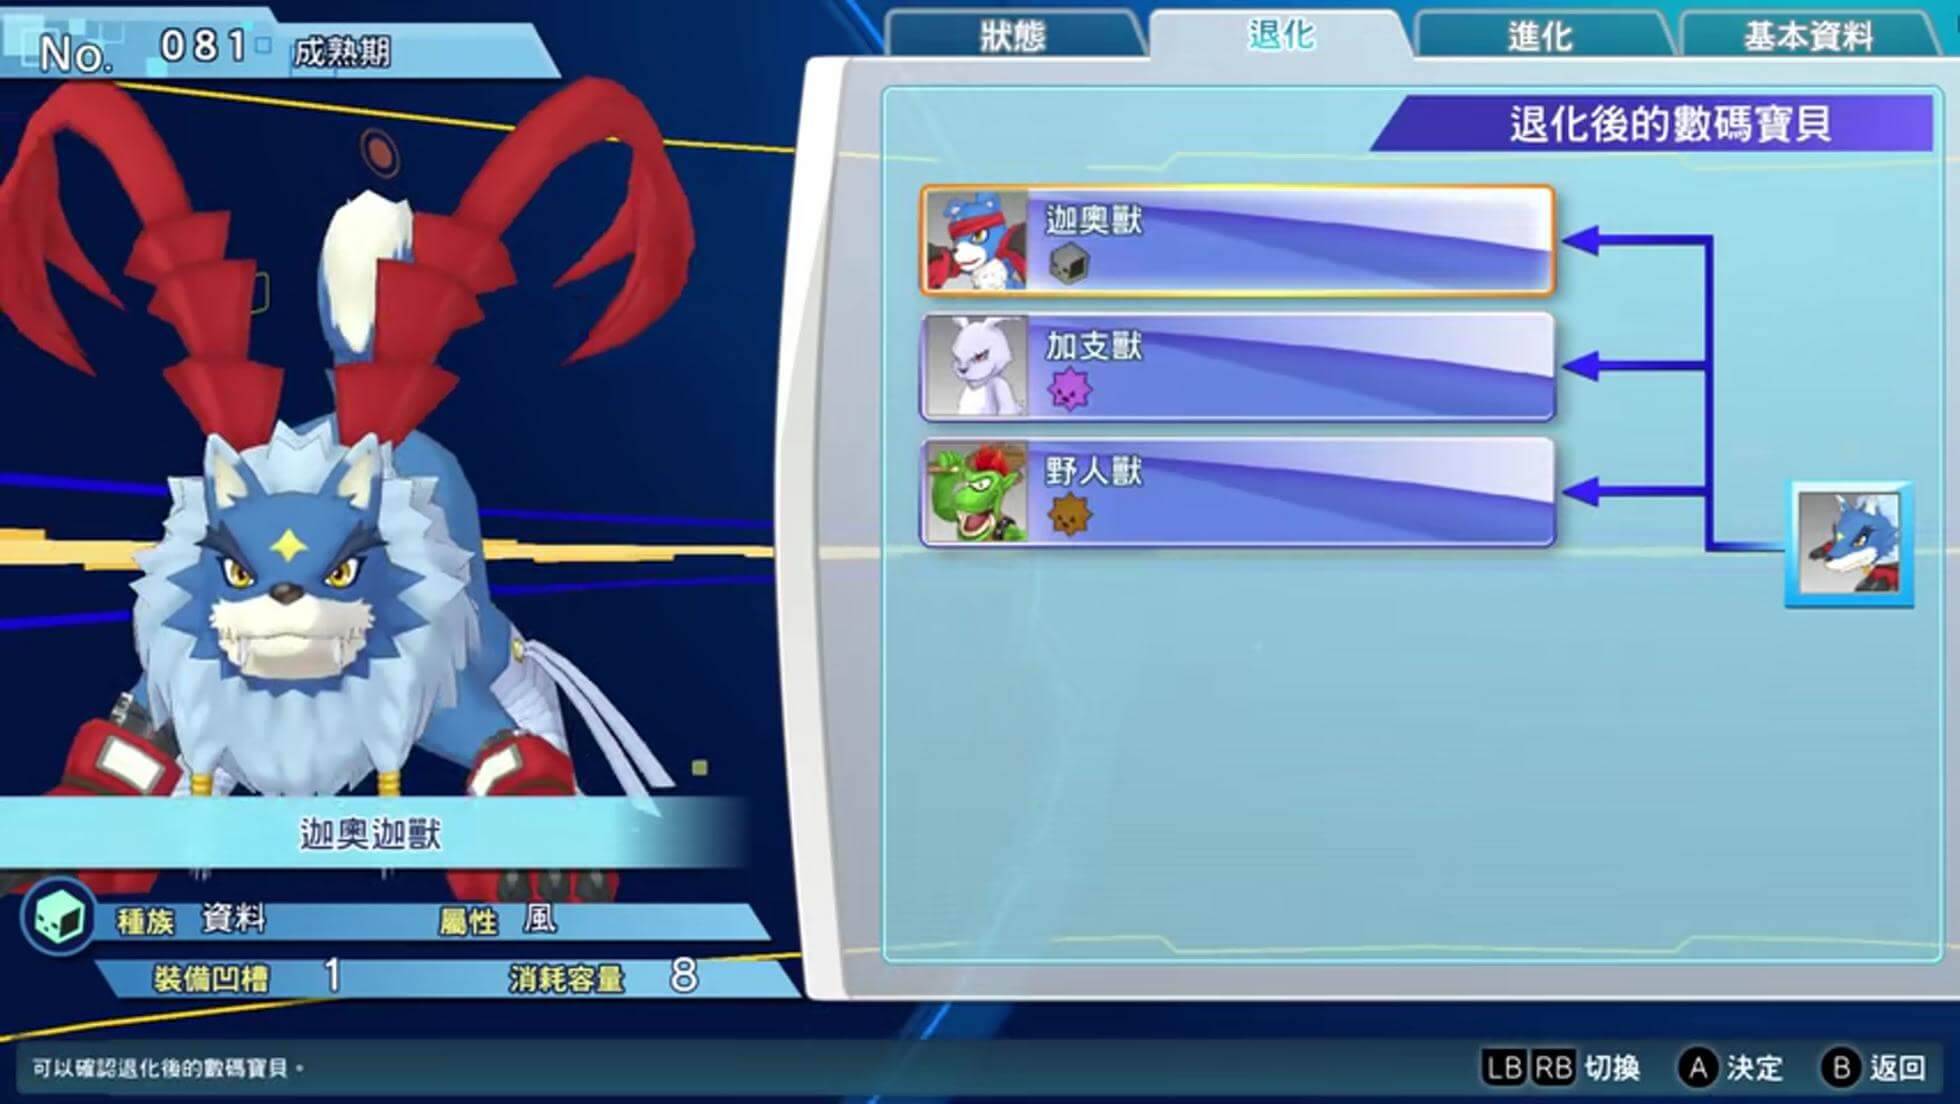 No. 081 成熟期
狀態 退化 進化 基本資料
退化後的數碼寶貝
迦奧獸
加支獸
野人獸
迦奧迦獸
種族 資料 屬性 風
裝備凹槽 1 消耗容量 8
可以確認退化後的數碼寶貝。
LB RB 切換 A 決定 B 返回